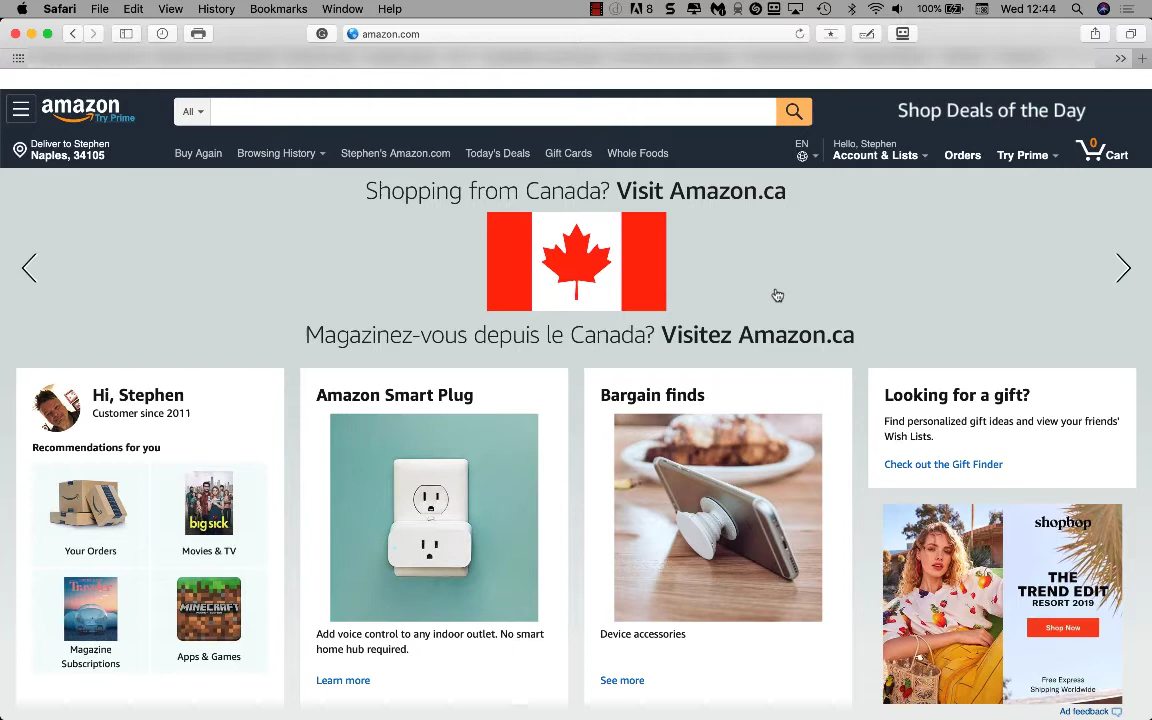 Safari File Edit View History Bookmarks Window Help 8 100% Wed 12:44
amazon.com
amazon
Try Prime
All
Shop Deals of the Day
Deliver to Stephen
Naples, 34105
Buy Again Browsing History Stephen's Amazon.com Today's Deals Gift Cards Whole Foods
EN
Hello, Stephen
Account & Lists Orders Try Prime 0 Cart
Shopping from Canada? Visit Amazon.ca
Magazinez-vous depuis le Canada? Visitez Amazon.ca
Hi, Stephen
Customer since 2011
Recommendations for you
Your Orders
big sick
Movies & TV
Traveler
Magazine
Subscriptions
MINECRAFT
Apps & Games
Amazon Smart Plug
Add voice control to any indoor outlet. No smart
home hub required.
Learn more
Bargain finds
Device accessories
See more
Looking for a gift?
Find personalized gift ideas and view your friends'
Wish Lists.
Check out the Gift Finder
shopbop
THE
TREND EDIT
RESORT 2019
Shop Now
Free Express
Shipping Worldwide
Ad feedback